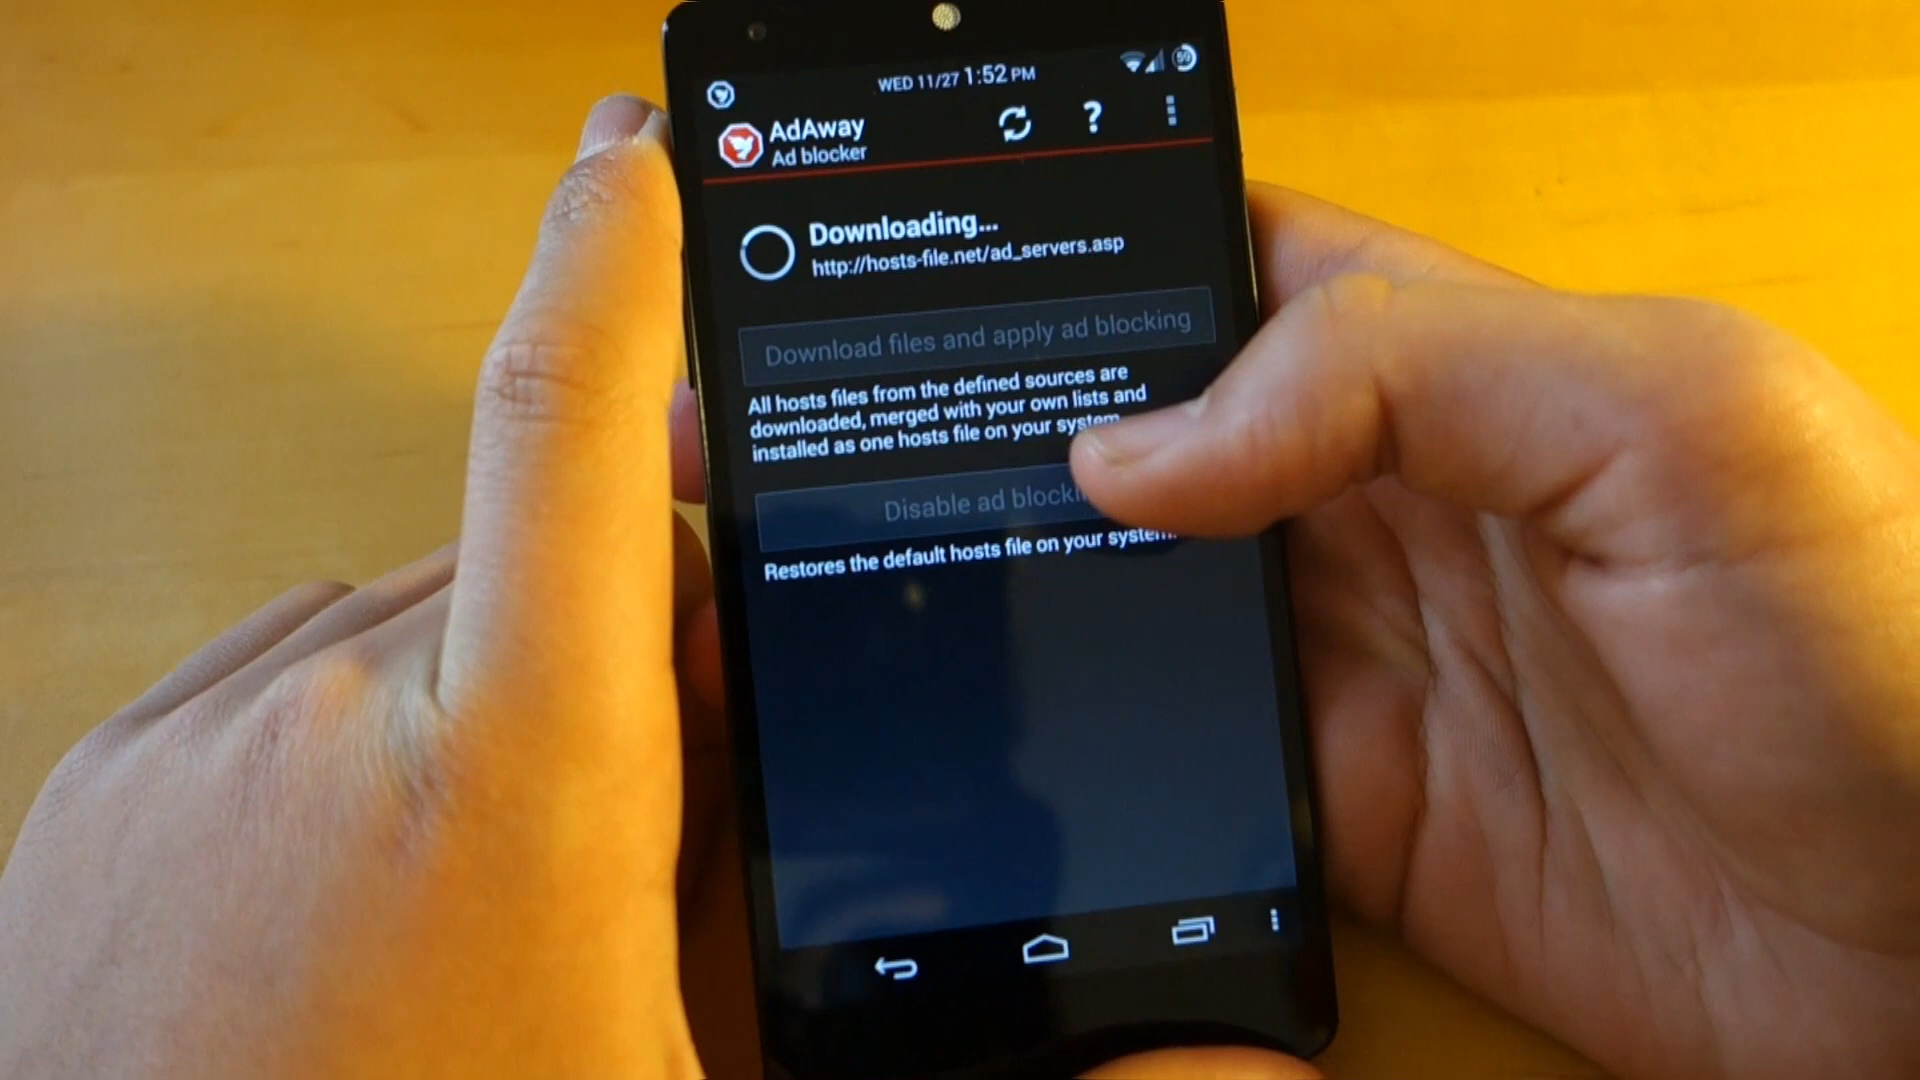 WED 11/27 1:52 PM
59
AdAway
Ad blocker
?
Downloading...
http://hosts-file.net/ad_servers.asp
Download files and apply ad blocking
All hosts files from the defined sources are
downloaded, merged with your own lists and
installed as one hosts file on your system
Disable ad blocki
Restores the default hosts file on your system.